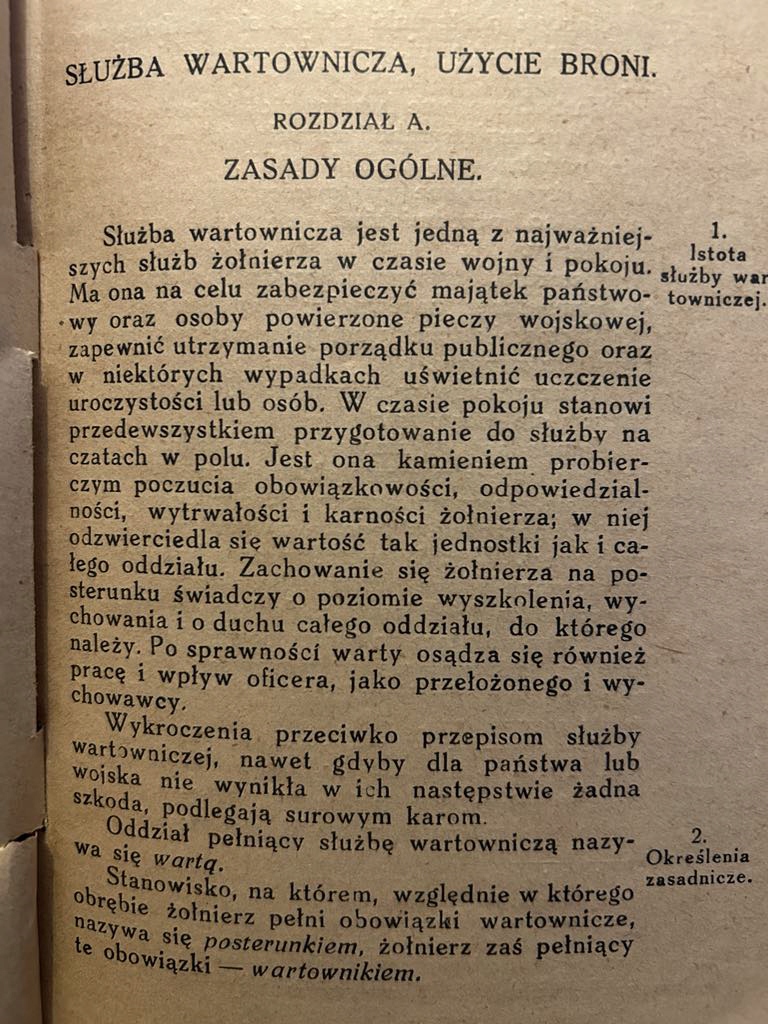 SŁUŻBA WARTOWNICZA, UŻYCIE BRONI.
ROZDZIAŁ A.
ZASADY OGÓLNE.
Służba wartownicza jest jedną z najważniej-
szych służb żołnierza w czasie wojny i pokoju.
Ma ona na celu zabezpieczyć majątek państwo-
wy oraz osoby powierzone pieczy wojskowej,
zapewnić utrzymanie porządku publicznego oraz
w niektórych wypadkach uświetnić uczczenie
uroczystości lub osób. W czasie pokoju stanowi
przedewszystkiem przygotowanie do służby na
czatach w polu. Jest ona kamieniem probier-
czym poczucia obowiązkowości, odpowiedzial-
ności, wytrwałości i karności żołnierza; w niej
odzwierciedla się wartość tak jednostki jak i ca-
łego oddziału. Zachowanie się żołnierza na po-
sterunku świadczy o poziomie wyszkolenia, wy-
chowania i o duchu całego oddziału, do którego
należy. Po sprawności warty osądza się również
pracę i wpływ oficera, jako przełożonego i wy-
chowawcy.
1.
Istota
służby war
towniczej.
Wykroczenia przeciwko przepisom służby
wartowniczej, nawet gdyby dla państwa lub
wojska nie wynikła w ich następstwie żadna
szkoda, podlegają surowym karom.
Oddział pełniący służbę wartowniczą nazy-
wa się wartą.
2.
Określenia
zasadnicze.
Stanowisko, na którem, względnie w którego
obrębie żołnierz pełni obowiązki wartownicze,
nazywa się posterunkiem, żołnierz zaś pełniący
te obowiązki — wartownikiem.